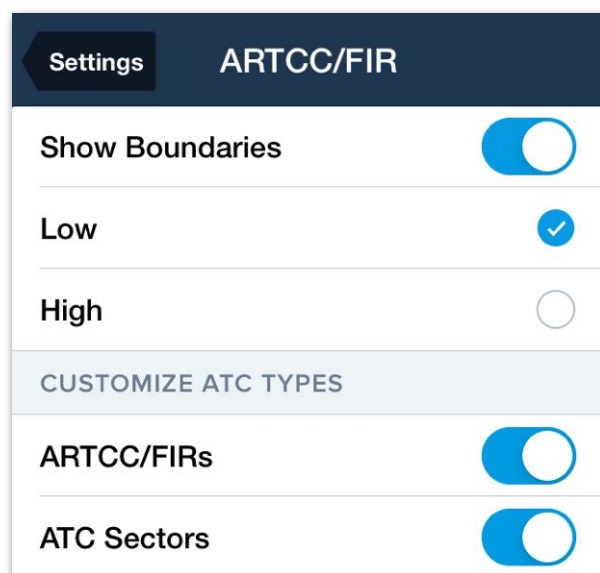 Settings ARTCC/FIR
Show Boundaries
Low
High
CUSTOMIZE ATC TYPES
ARTCC/FIRs
ATC Sectors